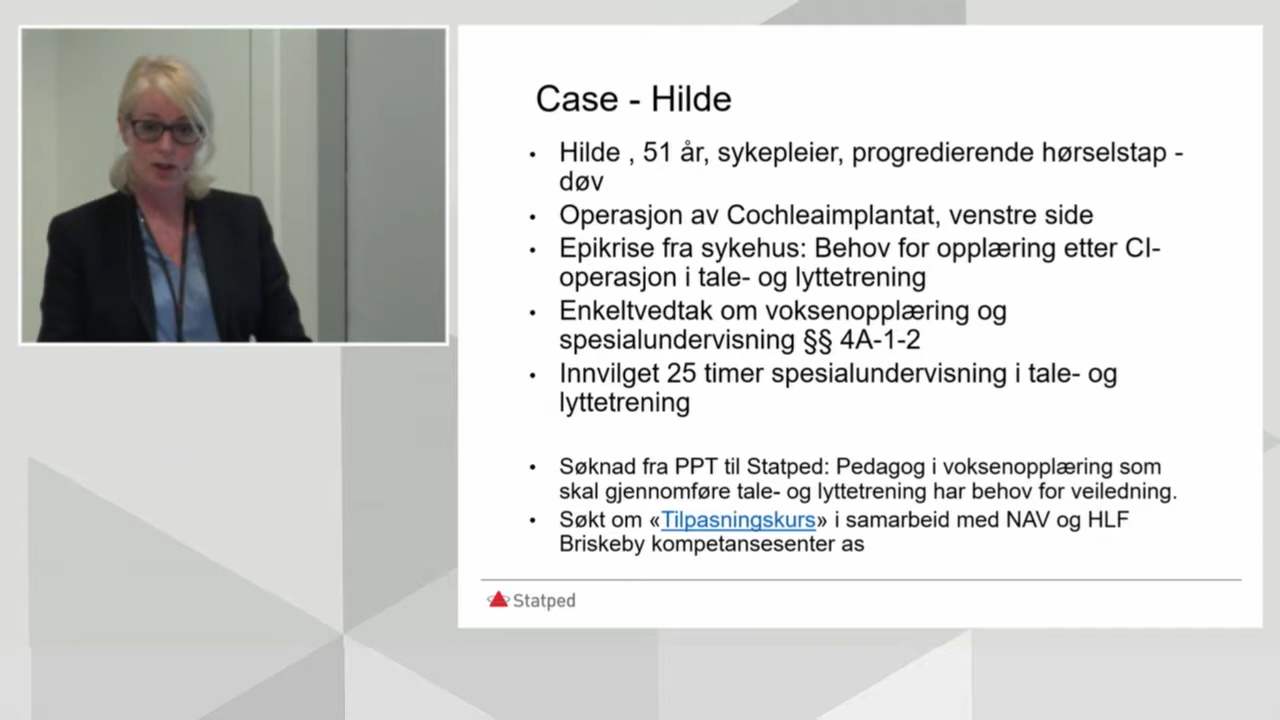 Case - Hilde
• Hilde , 51 år, sykepleier, progredierende hørselstap -
døv
• Operasjon av Cochleaimplantat, venstre side
• Epikrise fra sykehus: Behov for opplæring etter CI-
operasjon i tale- og lyttetrening
• Enkeltvedtak om voksenopplæring og
spesialundervisning §§ 4A-1-2
• Innvilget 25 timer spesialundervisning i tale- og
lyttetrening
• Søknad fra PPT til Statped: Pedagog i voksenopplæring som
skal gjennomføre tale- og lyttetrening har behov for veiledning.
• Søkt om «Tilpasningskurs» i samarbeid med NAV og HLF
Briskeby kompetansesenter as
Statped